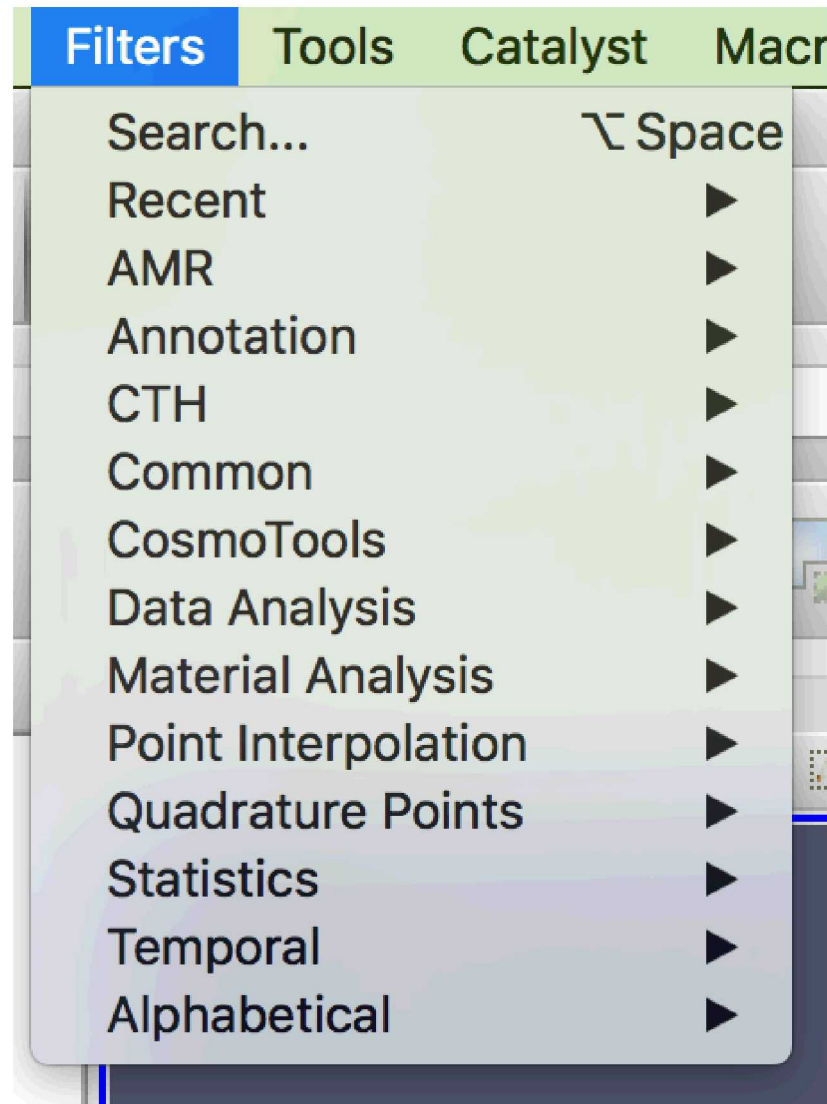 Filters Tools Catalyst Macr
Search... ⌥ Space
Recent
AMR
Annotation
CTH
Common
CosmoTools
Data Analysis
Material Analysis
Point Interpolation
Quadrature Points
Statistics
Temporal
Alphabetical